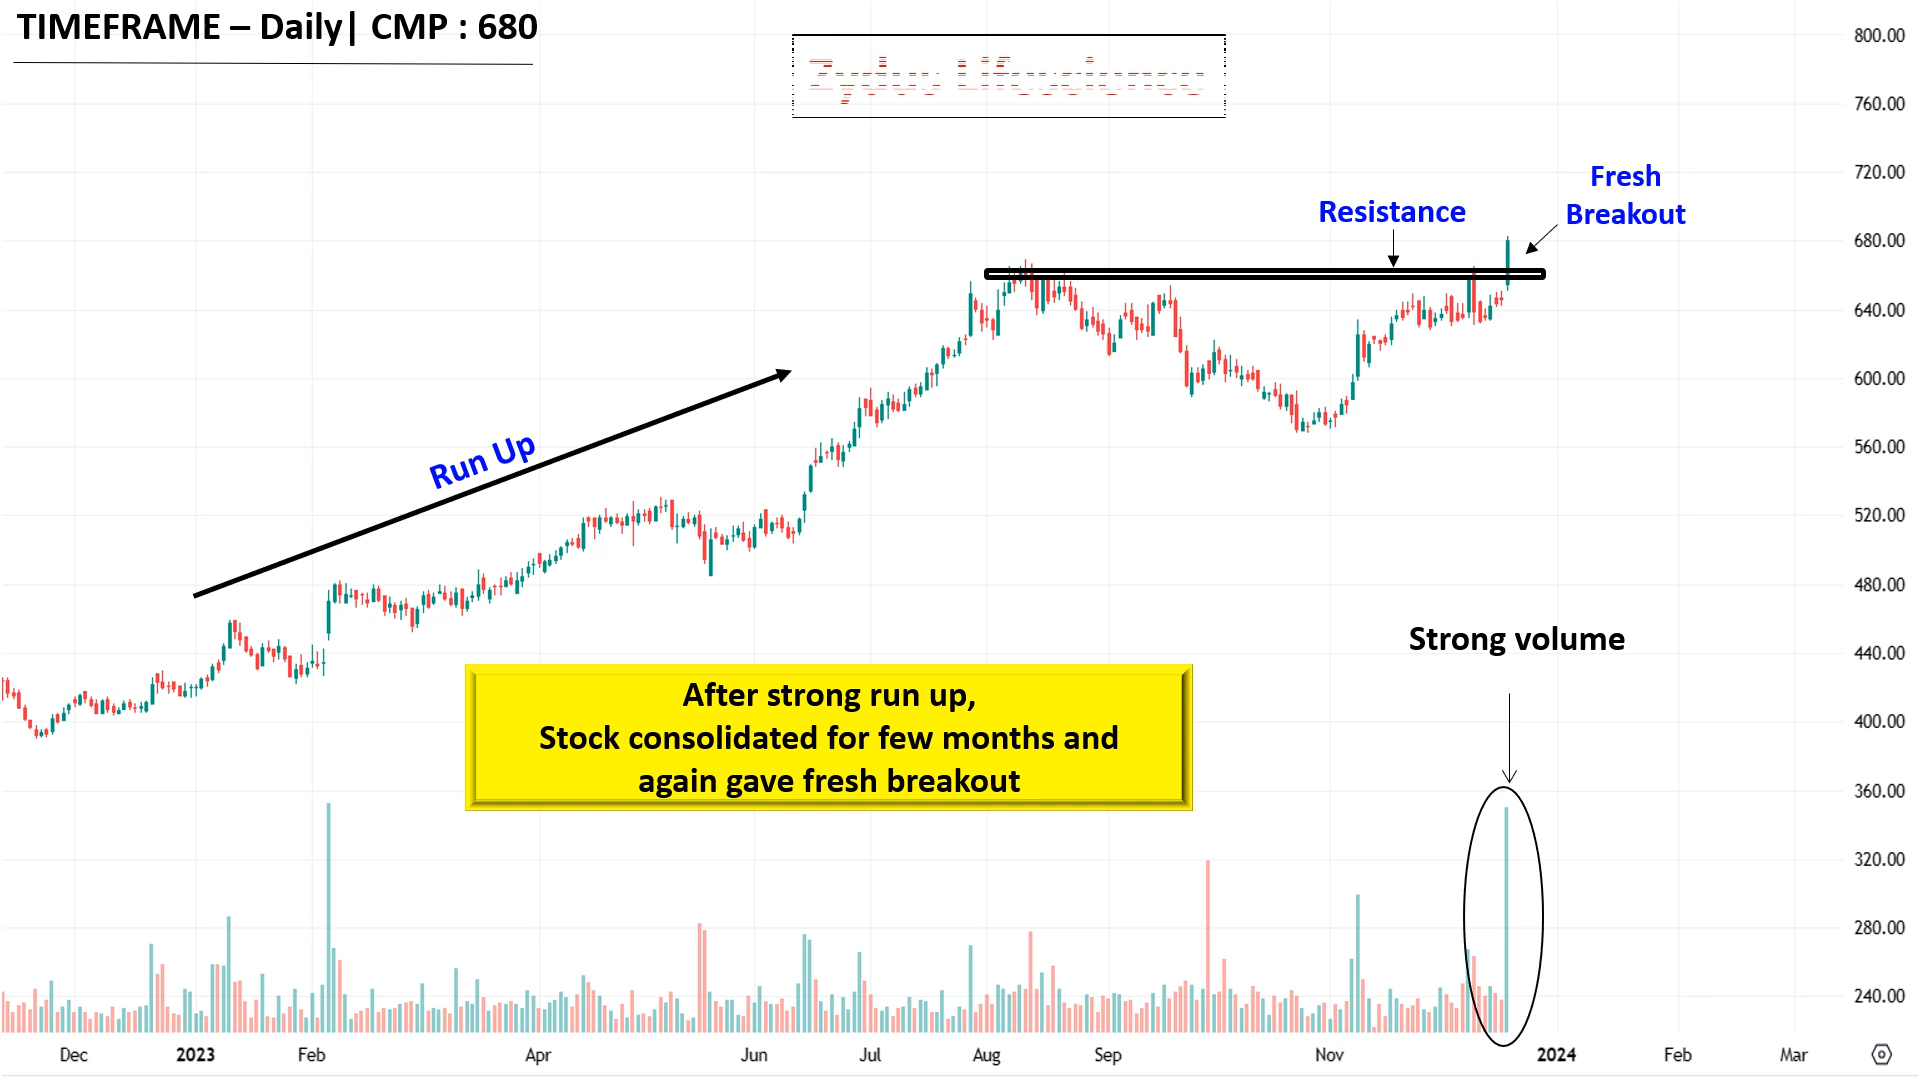 TIMEFRAME – Daily| CMP : 680
Zydus Lifescience
Fresh
Breakout
Resistance
Run Up
Strong volume
After strong run up,
Stock consolidated for few months and
again gave fresh breakout
800.00
760.00
720.00
680.00
640.00
600.00
560.00
520.00
480.00
440.00
400.00
360.00
320.00
280.00
240.00
Dec 2023 Feb Apr Jun Jul Aug Sep Nov 2024 Feb Mar